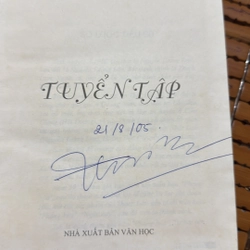 TUYỂN TẬP
21/8/05.
NHÀ XUẤT BẢN VĂN HỌC